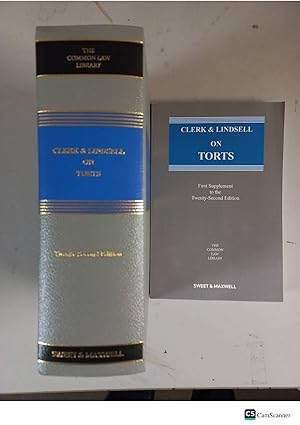 THE
COMMON LAW
LIBRARY
CLERK & LINDSELL
ON
TORTS
Twenty-Second Edition
SWEET & MAXWELL
CLERK & LINDSELL
ON
TORTS
First Supplement
to the
Twenty-Second Edition
THE
COMMON
LAW
LIBRARY
SWEET & MAXWELL
CS CamScanner